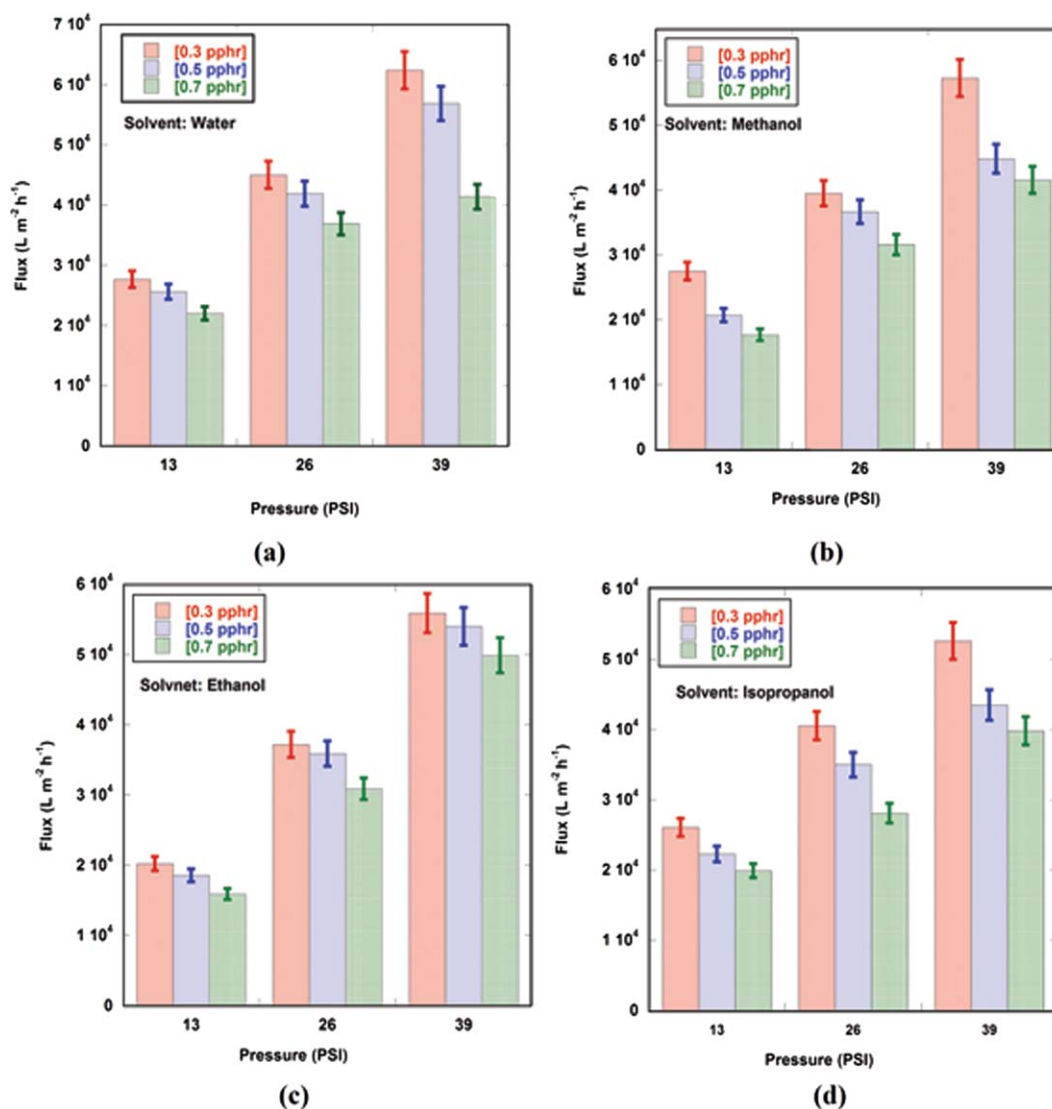 7 10⁴
6 10⁴
5 10⁴
4 10⁴
3 10⁴
2 10⁴
1 10⁴
0
Flux (L m⁻² h⁻¹)
[0.3 pphr]
[0.5 pphr]
[0.7 pphr]
Solvent: Water
13 26 39
Pressure (PSI)
(a)
6 10⁴
5 10⁴
4 10⁴
3 10⁴
2 10⁴
1 10⁴
0
Flux (L m⁻² h⁻¹)
[0.3 pphr]
[0.5 pphr]
[0.7 pphr]
Solvent: Methanol
13 26 39
Pressure (PSI)
(b)
6 10⁴
5 10⁴
4 10⁴
3 10⁴
2 10⁴
1 10⁴
0
Flux (L m⁻² h⁻¹)
[0.3 pphr]
[0.5 pphr]
[0.7 pphr]
Solvnet: Ethanol
13 26 39
Pressure (PSI)
(c)
6 10⁴
5 10⁴
4 10⁴
3 10⁴
2 10⁴
1 10⁴
0
Flux (L m⁻² h⁻¹)
[0.3 pphr]
[0.5 pphr]
[0.7 pphr]
Solvent: Isopropanol
13 26 39
Pressure (PSI)
(d)